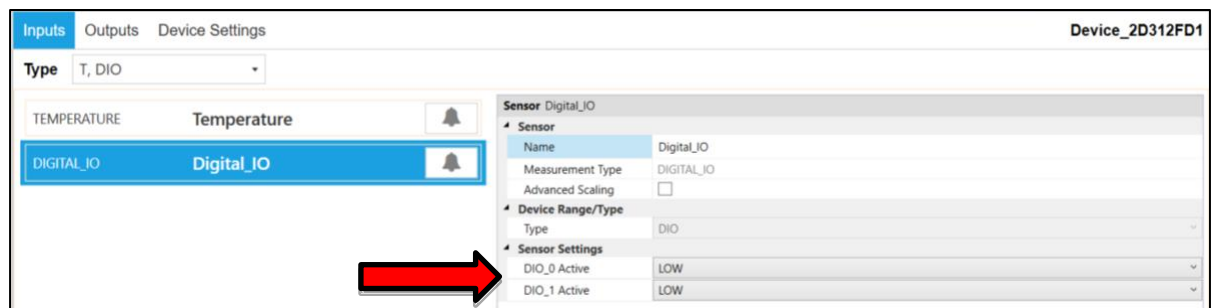 Inputs Outputs Device Settings Device_2D312FD1
Type T, DIO
TEMPERATURE Temperature
DIGITAL_IO Digital_IO
Sensor Digital_IO
Sensor
Name Digital_IO
Measurement Type DIGITAL_IO
Advanced Scaling
Device Range/Type
Type DIO
Sensor Settings
DIO_0 Active LOW
DIO_1 Active LOW